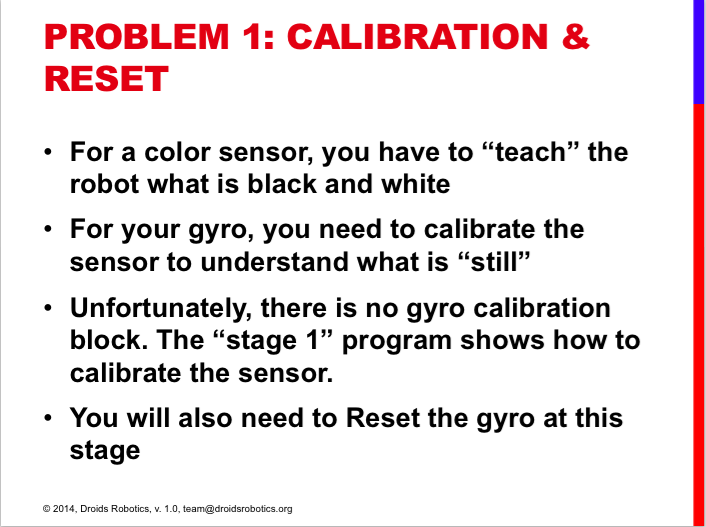 PROBLEM 1: CALIBRATION &
RESET
• For a color sensor, you have to “teach” the
robot what is black and white
• For your gyro, you need to calibrate the
sensor to understand what is “still”
• Unfortunately, there is no gyro calibration
block. The “stage 1” program shows how to
calibrate the sensor.
• You will also need to Reset the gyro at this
stage
© 2014, Droids Robotics, v. 1.0, team@droidsrobotics.org